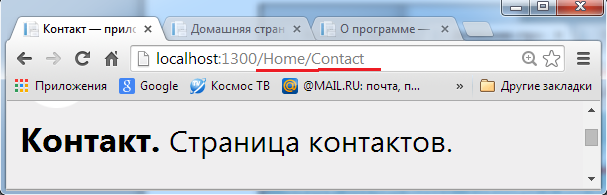 Контакт — прило
Домашняя стран
О программе —
localhost:1300/Home/Contact
Приложения
Google
Космос ТВ
@MAIL.RU: почта, п...
»
Другие закладки
Контакт. Страница контактов.